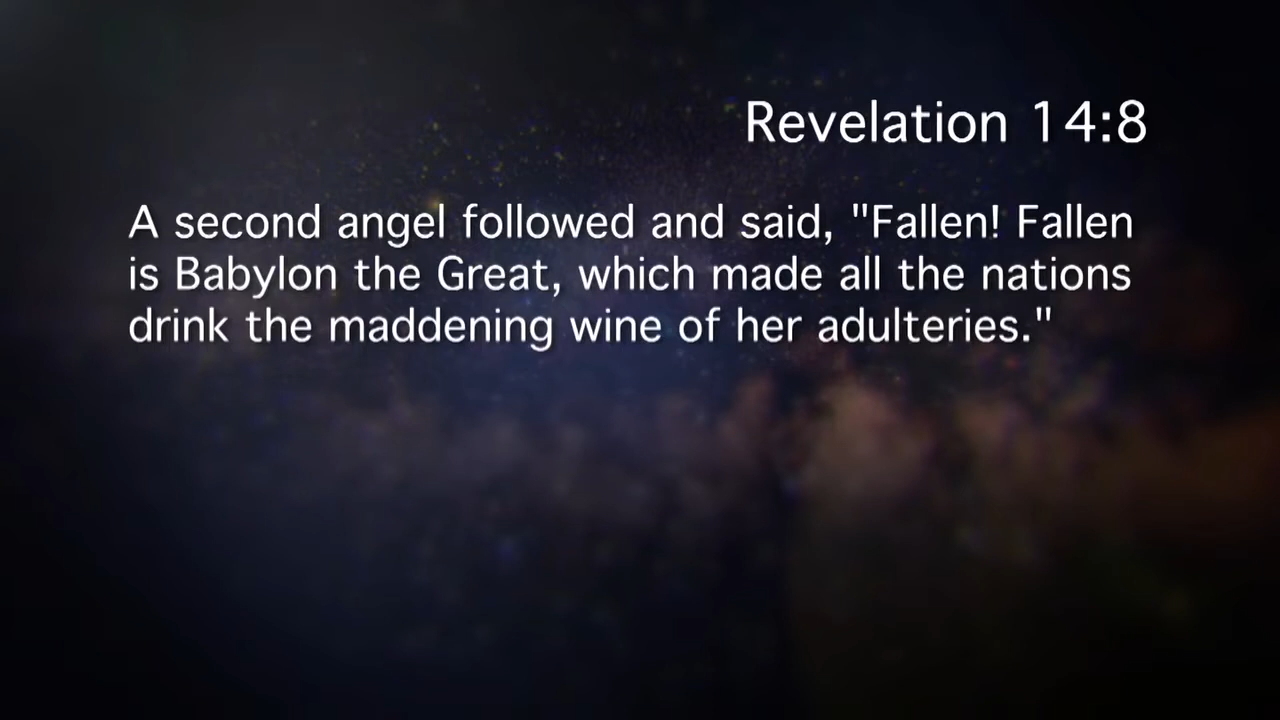 Revelation 14:8
A second angel followed and said, "Fallen! Fallen
is Babylon the Great, which made all the nations
drink the maddening wine of her adulteries."